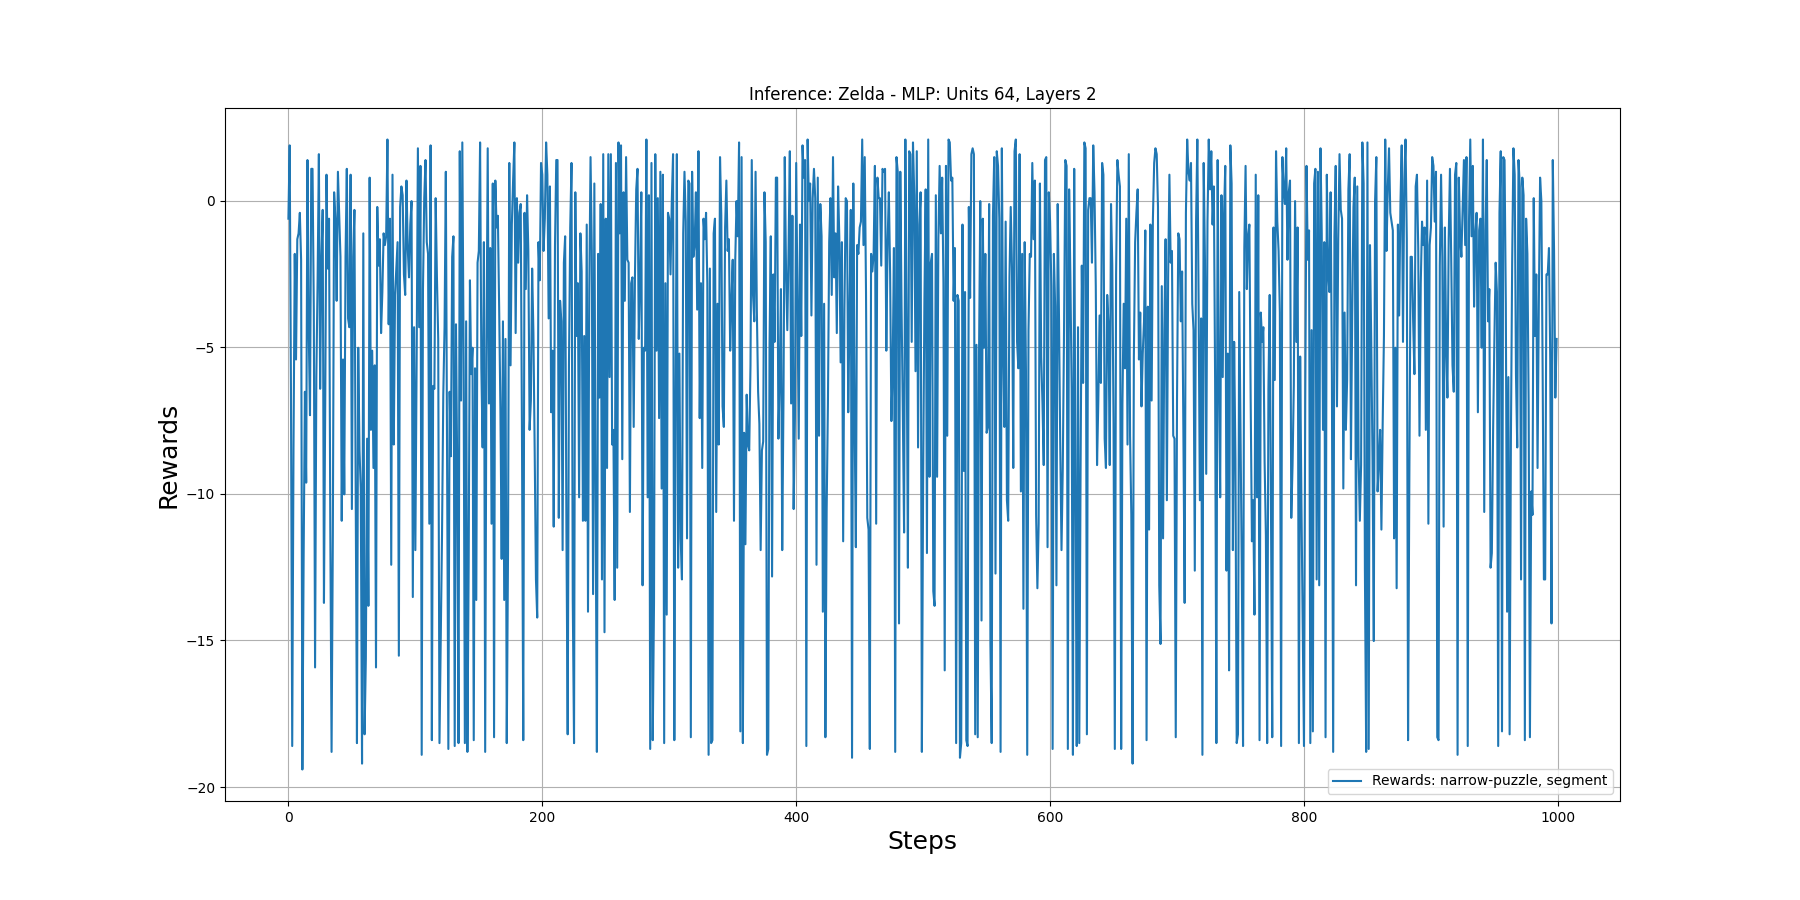 Inference: Zelda - MLP: Units 64, Layers 2
Rewards
0
−5
−10
−15
−20
Rewards: narrow-puzzle, segment
0 200 400 600 800 1000
Steps